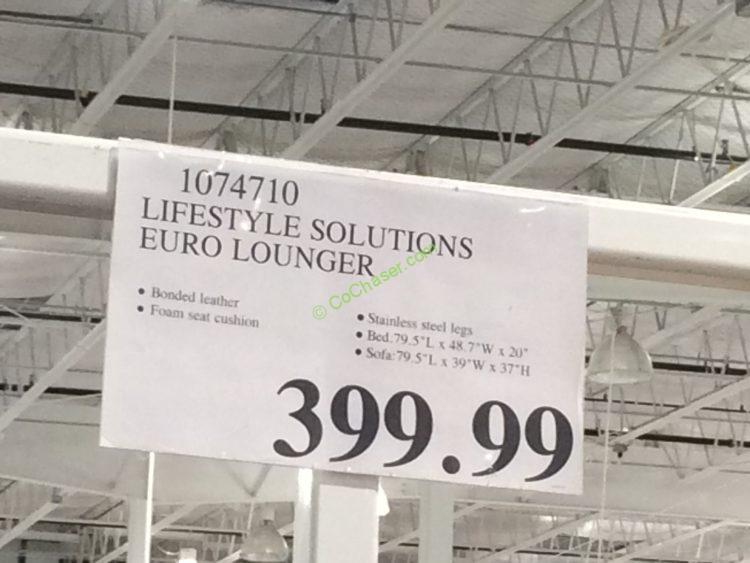 1074710
LIFESTYLE SOLUTIONS
EURO LOUNGER
• Bonded leather
• Foam seat cushion
• Stainless steel legs
• Bed:79.5"L x 48.7"W x 20"
• Sofa:79.5"L x 39"W x 37"H
399.99
© CoChaser.com